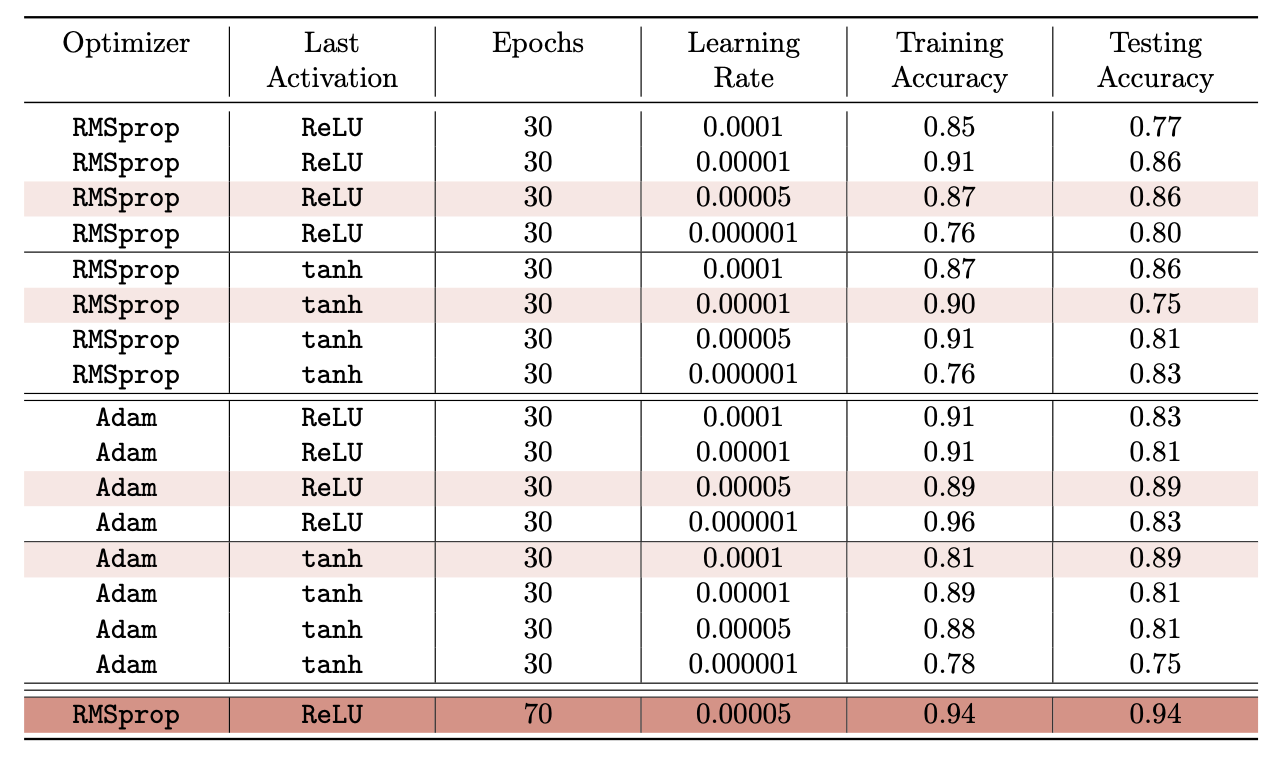 Optimizer Last Activation Epochs Learning Rate Training Accuracy Testing Accuracy
RMSprop ReLU 30 0.0001 0.85 0.77
RMSprop ReLU 30 0.00001 0.91 0.86
RMSprop ReLU 30 0.00005 0.87 0.86
RMSprop ReLU 30 0.000001 0.76 0.80
RMSprop tanh 30 0.0001 0.87 0.86
RMSprop tanh 30 0.00001 0.90 0.75
RMSprop tanh 30 0.00005 0.91 0.81
RMSprop tanh 30 0.000001 0.76 0.83
Adam ReLU 30 0.0001 0.91 0.83
Adam ReLU 30 0.00001 0.91 0.81
Adam ReLU 30 0.00005 0.89 0.89
Adam ReLU 30 0.000001 0.96 0.83
Adam tanh 30 0.0001 0.81 0.89
Adam tanh 30 0.00001 0.89 0.81
Adam tanh 30 0.00005 0.88 0.81
Adam tanh 30 0.000001 0.78 0.75
RMSprop ReLU 70 0.00005 0.94 0.94